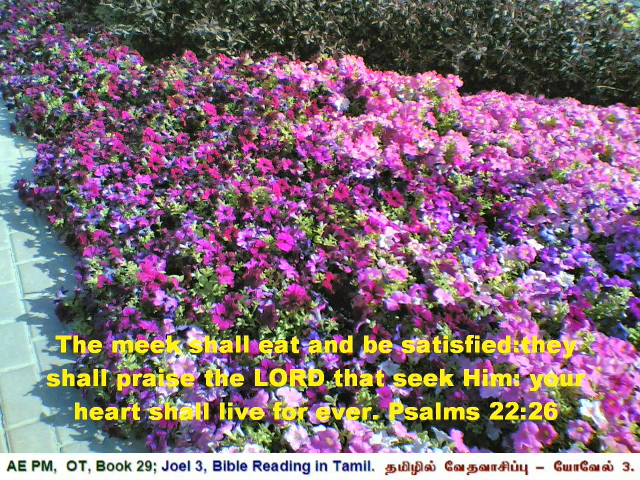 The meek shall eat and be satisfied:they
shall praise the LORD that seek Him: your
heart shall live for ever. Psalms 22:26
AE PM, OT, Book 29; Joel 3, Bible Reading in Tamil. தமிழில் வேதவாசிப்பு – யோவேல் 3.